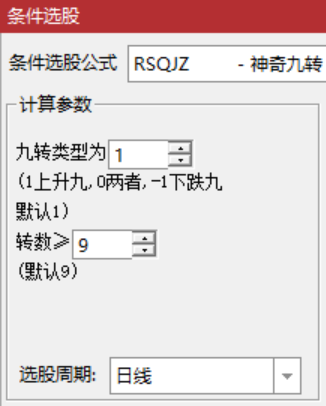 条件选股
条件选股公式 RSQJZ - 神奇九转
计算参数
九转类型为 1
(1上升九,0两者,-1下跌九
默认1)
转数≥ 9
(默认9)
选股周期: 日线